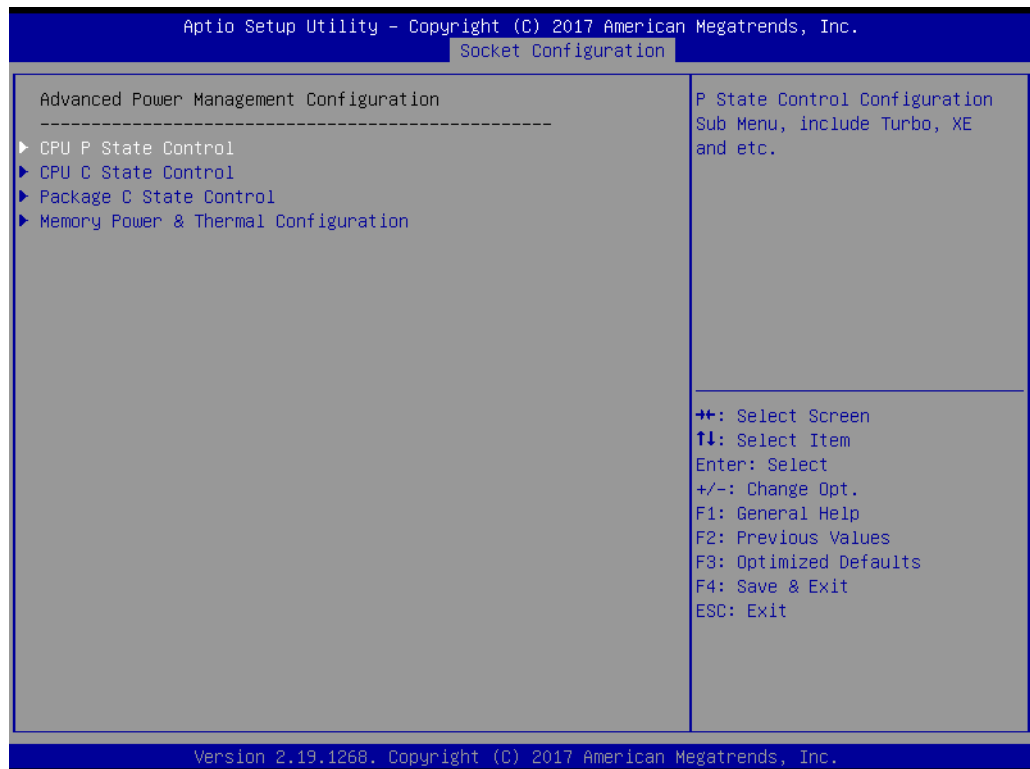 Aptio Setup Utility – Copyright (C) 2017 American Megatrends, Inc.
Socket Configuration
Advanced Power Management Configuration
--------------------------------------------------
CPU P State Control
CPU C State Control
Package C State Control
Memory Power & Thermal Configuration
P State Control Configuration
Sub Menu, include Turbo, XE
and etc.
→←: Select Screen
↑↓: Select Item
Enter: Select
+/-: Change Opt.
F1: General Help
F2: Previous Values
F3: Optimized Defaults
F4: Save & Exit
ESC: Exit
Version 2.19.1268. Copyright (C) 2017 American Megatrends, Inc.